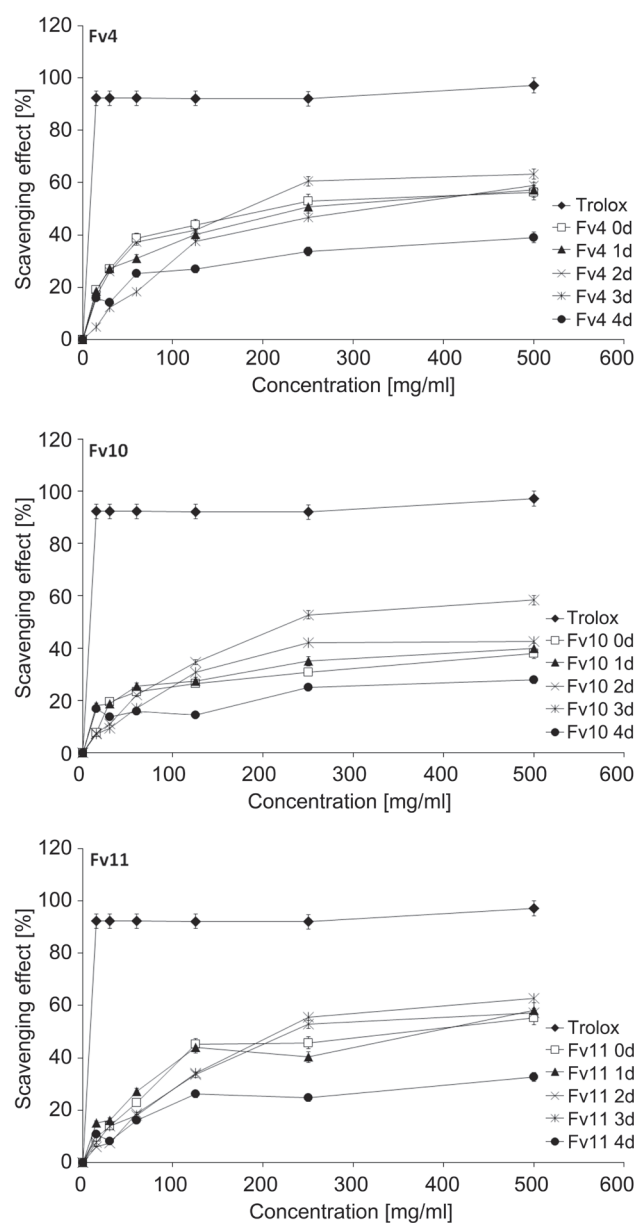 Fv4
120
100
80
60
40
20
0
Scavenging effect [%]
0 100 200 300 400 500 600
Concentration [mg/ml]
Trolox
Fv4 0d
Fv4 1d
Fv4 2d
Fv4 3d
Fv4 4d
Fv10
120
100
80
60
40
20
0
Scavenging effect [%]
0 100 200 300 400 500 600
Concentration [mg/ml]
Trolox
Fv10 0d
Fv10 1d
Fv10 2d
Fv10 3d
Fv10 4d
Fv11
120
100
80
60
40
20
0
Scavenging effect [%]
0 100 200 300 400 500 600
Concentration [mg/ml]
Trolox
Fv11 0d
Fv11 1d
Fv11 2d
Fv11 3d
Fv11 4d